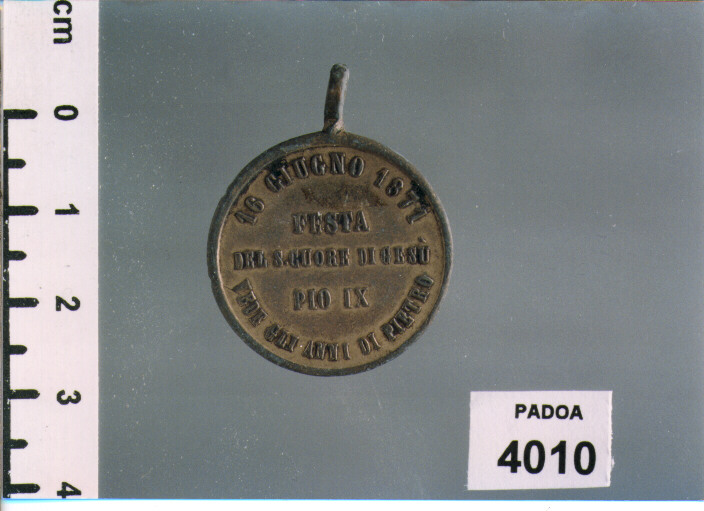 cm
0
1
2
3
4
16 GIUGNO 1871
FESTA
DEL S. CUORE DI GESÙ
PIO IX
VEDE GLI ANNI DI PIETRO
PADOA
4010